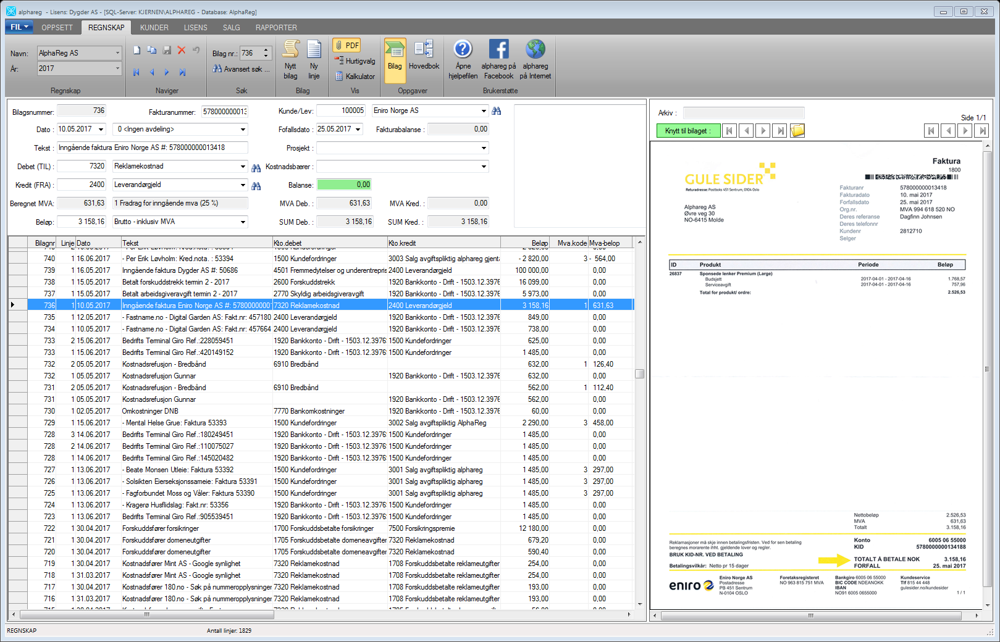 alphareg - Lisens: Dygder AS - [SQL-Server: KJERNEN\ALPHAREG - Database: AlphaReg]
FIL OPPSETT REGNSKAP KUNDER LISENS SALG RAPPORTER
Navn: AlphaReg AS
År: 2017
Regnskap
Naviger
Bilag nr.: 736
Avansert søk ...
Søk
Nytt bilag
Ny linje
Bilag
PDF
Hurtigvalg
Kalkulator
Vis
Bilag
Hovedbok
Oppgaver
Åpne hjelpefilen
alphareg på Facebook
alphareg på Internet
Brukerstøtte
Bilagsnummer: 736 Fakturanummer: 578000000013 Kunde/Lev: 100005 Eniro Norge AS
Dato : 10.05.2017 0 <Ingen avdeling> Fofallsdato : 25.05.2017 Fakturabalanse : 0,00
Tekst : Inngående faktura Eniro Norge AS #: 578000000013418 Prosjekt :
Debet (TIL) : 7320 Reklamekostnad Kostnadsbærer :
Kredit (FRA) : 2400 Leverandørgjeld Balanse: 0,00
Beregnet MVA: 631,63 1 Fradrag for inngående mva (25 %) MVA Deb. : 631,63 MVA Kred. : 0,00
Beløp: 3 158,16 Brutto - inklusiv MVA SUM Deb. : 3 158,16 SUM Kred. : 3 158,16
Bilagnr Linje Dato Tekst Kto.debet Kto.kredit Beløp Mva.kode Mva-belop
740 1 16.06.2017 - Per Erik Løvholm: Kred.nota. : 53394 1500 Kundefordringer 3003 Salg avgiftspliktig alphareg gjent - 2 820,00 3 - 564,00
739 1 16.05.2017 Inngående faktura Dygder AS #: 50686 4501 Fremmedytelser og underentrepris 2400 Leverandørgjeld 100 000,00 0,00
738 1 15.05.2017 Betalt forskuddstrekk termin 2 - 2017 2600 Forskuddstrekk 1920 Bankkonto - Drift - 1503.12.3976 16 099,00 0,00
737 1 15.05.2017 Betalt arbeidsgiveravgift termin 2 - 2017 2770 Skyldig arbeidsgiveravgift 1920 Bankkonto - Drift - 1503.12.3976 5 973,00 0,00
736 1 10.05.2017 Inngående faktura Eniro Norge AS #: 5780000000 7320 Reklamekostnad 2400 Leverandørgjeld 3 158,16 1 631,63
735 1 12.05.2017 - Fastname.no - Digital Garden AS: Fakt.nr: 457180 2400 Leverandørgjeld 1920 Bankkonto - Drift - 1503.12.3976 849,00 0,00
734 1 10.05.2017 - Fastname.no - Digital Garden AS: Fakt.nr: 457664 2400 Leverandørgjeld 1920 Bankkonto - Drift - 1503.12.3976 738,00 0,00
733 2 15.06.2017 Bedrifts Terminal Giro Ref.:228059451 1920 Bankkonto - Drift - 1503.12.3976 1500 Kundefordringer 625,00 0,00
733 1 15.06.2017 Bedrifts Terminal Giro Ref.:420149152 1920 Bankkonto - Drift - 1503.12.3976 1500 Kundefordringer 1 485,00 0,00
732 2 05.05.2017 Kostnadsrefusjon - Bredbånd 6910 Bredbånd 632,00 1 126,40
732 1 05.05.2017 Kostnadsrefusjon Gunnar 1920 Bankkonto - Drift - 1503.12.3976 632,00 0,00
731 2 05.05.2017 Kostnadsrefusjon - Bredbånd 6910 Bredbånd 562,00 1 112,40
731 1 05.05.2017 Kostnadsrefusjon Gunnar 1920 Bankkonto - Drift - 1503.12.3976 562,00 0,00
730 1 02.05.2017 Omkostninger DNB 7770 Bankomkostninger 1920 Bankkonto - Drift - 1503.12.3976 60,00 0,00
729 1 15.06.2017 - Mental Helse Grue: Faktura 53393 1500 Kundefordringer 3002 Salg avgiftspliktig AlphaReg 2 290,00 3 458,00
728 3 14.06.2017 Bedrifts Terminal Giro Ref.:180249451 1920 Bankkonto - Drift - 1503.12.3976 1500 Kundefordringer 1 485,00 0,00
728 2 14.06.2017 Bedrifts Terminal Giro Ref.:110075027 1920 Bankkonto - Drift - 1503.12.3976 1500 Kundefordringer 1 485,00 0,00
728 1 14.06.2017 Bedrifts Terminal Giro Ref.:145020482 1920 Bankkonto - Drift - 1503.12.3976 1500 Kundefordringer 1 485,00 0,00
727 1 13.06.2017 - Beate Monsen Utleie: Faktura 53392 1500 Kundefordringer 3001 Salg avgiftspliktig alphareg 1 485,00 3 297,00
726 1 13.06.2017 - Solsikten Eierseksjonssameie: Faktura 53391 1500 Kundefordringer 3001 Salg avgiftspliktig alphareg 1 485,00 3 297,00
725 1 13.06.2017 - Fagforbundet Moss og Våler: Faktura 53390 1500 Kundefordringer 3001 Salg avgiftspliktig alphareg 1 485,00 3 297,00
724 1 13.06.2017 - Kragerø Husflidslag: Fakt.nr: 53356 1920 Bankkonto - Drift - 1503.12.3976 1500 Kundefordringer 1 485,00 0,00
723 1 13.06.2017 Bedrifts Terminal Giro Ref.:905539451 1920 Bankkonto - Drift - 1503.12.3976 1500 Kundefordringer 1 485,00 0,00
722 1 30.04.2017 Forskuddsfører forsikringer 1700 Forskuddsbetalte forsikringer 7500 Forsikringspremie 12 180,00 0,00
721 1 30.04.2017 Forskuddsfører domeneutgifter 1705 Forskuddsbetalte domeneavgifter 7320 Reklamekostnad 679,20 0,00
720 1 30.04.2017 Forskuddsfører domeneutgifter 1705 Forskuddsbetalte domeneavgifter 7320 Reklamekostnad 590,40 0,00
719 1 30.04.2017 Kostnadsfører Mint AS - Google synlighet 7320 Reklamekostnad 1708 Forskuddsbetalte reklameutgifter 254,00 0,00
718 1 31.03.2017 Kostnadsfører Mint AS - Google synlighet 7320 Reklamekostnad 1708 Forskuddsbetalte reklameutgifter 254,00 0,00
717 1 30.04.2017 Kostnadsfører 180.no - Søk på nummeropplysninger 7320 Reklamekostnad 1708 Forskuddsbetalte reklameutgifter 193,00 0,00
716 1 31.03.2017 Kostnadsfører 180.no - Søk på nummeropplysninger 7320 Reklamekostnad 1708 Forskuddsbetalte reklameutgifter 193,00 0,00
REGNSKAP Antall linjer: 1829
Arkiv :
Side 1/1
Knytt til bilaget :
Faktura
1800
GULE SIDER
Returadresse: Postboks 451 Sentrum, 0104 Oslo
Alphareg AS
Øvre veg 30
NO-6415 Molde
Fakturanr 578000000013418
Fakturadato 10. mai 2017
Forfallsdato 25. mai 2017
Org.nr. MVA 994 618 520 NO
Deres referanse Dagfinn Johnsen
Deres telefonnr
Kundenr 2812710
Selger
ID Produkt Periode Beløp
26837 Sponsede lenker Premium (Large)
Budsjett 2017-04-01 - 2017-04-16 1.768,57
Serviceavgift 2017-04-01 - 2017-04-16 757,96
Total for produkt/ ordre: 2.526,53
Nettobeløp 2.526,53
MVA 631,63
Totalt 3.158,16
Reklamasjoner må skje innen betalingsfristen. Ved for sen betaling
beregnes morarente ihht. gjeldende lover og regler.
BRUK KID-NR. VED BETALING
Betalingsvilkår: Netto pr 15 dager
Konto 6005 06 55000
KID 5780000000134188
TOTALT Å BETALE NOK 3.158,16
FORFALL 25. mai 2017
eniro
Eniro Norge AS
Postadresse
PB 451 Sentrum
N-0104 OSLO
Foretaksregisteret
NO 963 815 751 MVA
Bankgiro 6005 06 55000
BIC CODE NDEANOKK
IBAN
NO91 6005 0655000
Kundeservice
Tlf 815 44 448
gulesider.no/kundesider
1 / 1